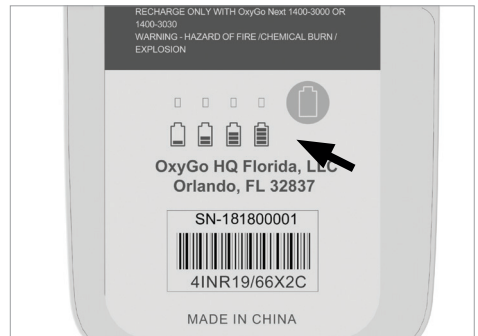 RECHARGE ONLY WITH OxyGo Next 1400-3000 OR
1400-3030
WARNING - HAZARD OF FIRE /CHEMICAL BURN /
EXPLOSION
OxyGo HQ Florida, LLC
Orlando, FL 32837
SN-181800001
4INR19/66X2C
MADE IN CHINA